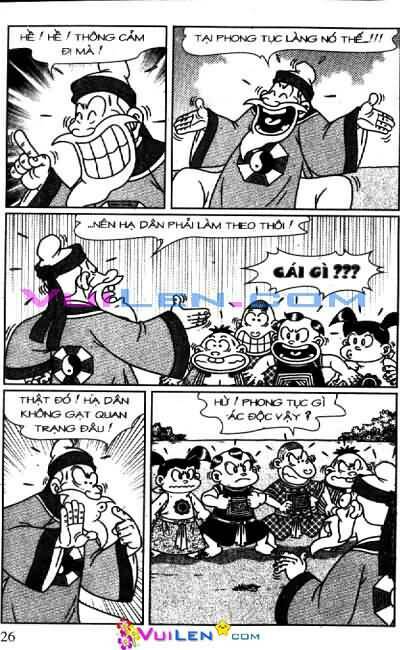 HỀ! HỀ! THÔNG CẢM
ĐI MÀ!
TẠI PHONG TỤC LÀNG NÓ THẾ...!!!
...NÊN HẠ DÂN PHẢI LÀM THEO THÔI!
CÁI GÌ???
VuiLen.com
THẬT ĐÓ! HẠ DÂN
KHÔNG GẠT QUAN
TRẠNG ĐÂU!
HỪ! PHONG TỤC GÌ
ÁC ĐỘC VẬY?
26
VuiLen.com